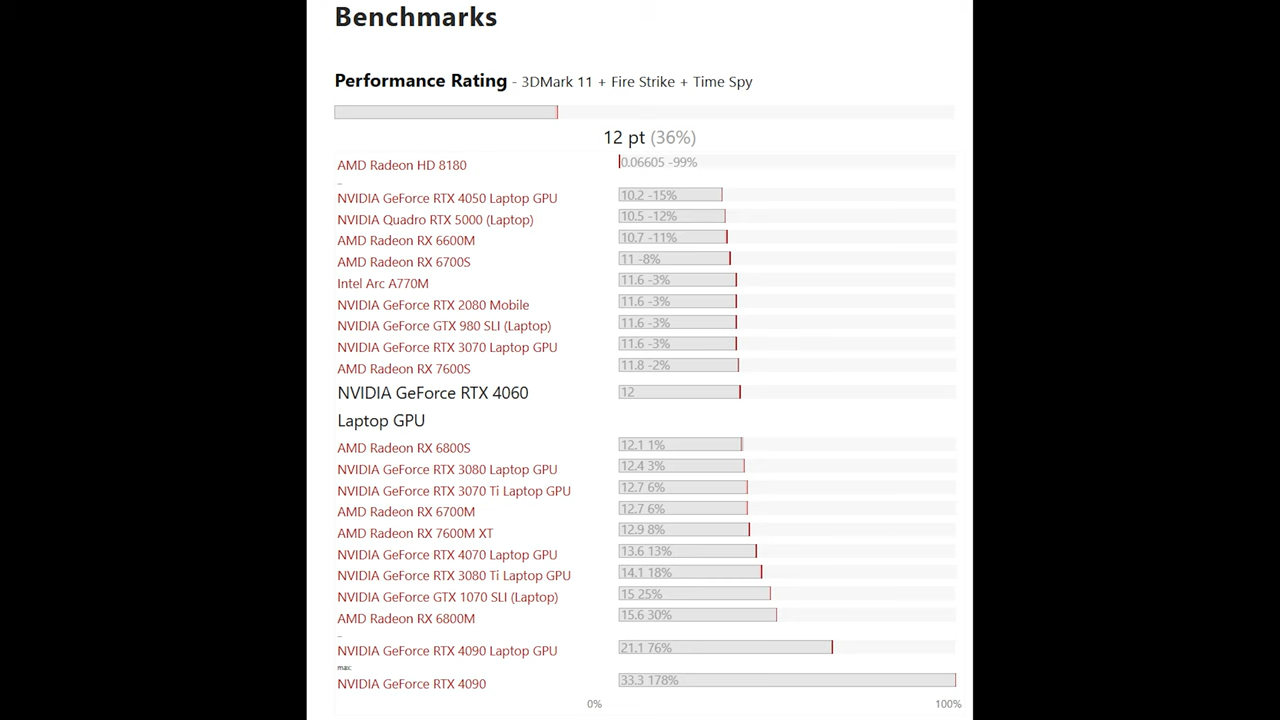 Benchmarks
Performance Rating - 3DMark 11 + Fire Strike + Time Spy
12 pt (36%)
AMD Radeon HD 8180 0.06605 -99%
...
NVIDIA GeForce RTX 4050 Laptop GPU 10.2 -15%
NVIDIA Quadro RTX 5000 (Laptop) 10.5 -12%
AMD Radeon RX 6600M 10.7 -11%
AMD Radeon RX 6700S 11 -8%
Intel Arc A770M 11.6 -3%
NVIDIA GeForce RTX 2080 Mobile 11.6 -3%
NVIDIA GeForce GTX 980 SLI (Laptop) 11.6 -3%
NVIDIA GeForce RTX 3070 Laptop GPU 11.6 -3%
AMD Radeon RX 7600S 11.8 -2%
NVIDIA GeForce RTX 4060 12
Laptop GPU
AMD Radeon RX 6800S 12.1 1%
NVIDIA GeForce RTX 3080 Laptop GPU 12.4 3%
NVIDIA GeForce RTX 3070 Ti Laptop GPU 12.7 6%
AMD Radeon RX 6700M 12.7 6%
AMD Radeon RX 7600M XT 12.9 8%
NVIDIA GeForce RTX 4070 Laptop GPU 13.6 13%
NVIDIA GeForce RTX 3080 Ti Laptop GPU 14.1 18%
NVIDIA GeForce GTX 1070 SLI (Laptop) 15 25%
AMD Radeon RX 6800M 15.6 30%
...
NVIDIA GeForce RTX 4090 Laptop GPU 21.1 76%
max:
NVIDIA GeForce RTX 4090 33.3 178%
0% 100%